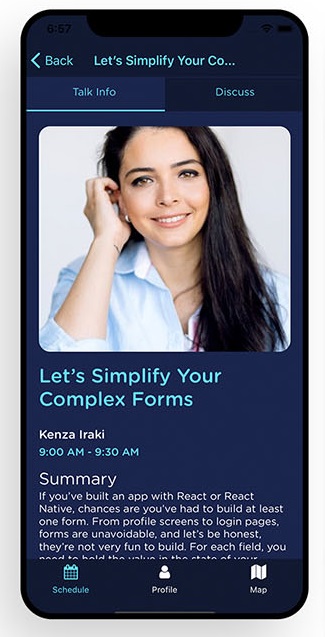 6:57
Back Let's Simplify Your Co...
Talk Info Discuss
Let's Simplify Your
Complex Forms
Kenza Iraki
9:00 AM - 9:30 AM
Summary
If you've built an app with React or React
Native, chances are you've had to build at least
one form. From profile screens to login pages,
forms are unavoidable, and let's be honest,
they're not very fun to build. For each field, you
need to hold the value in the state of your
Schedule Profile Map